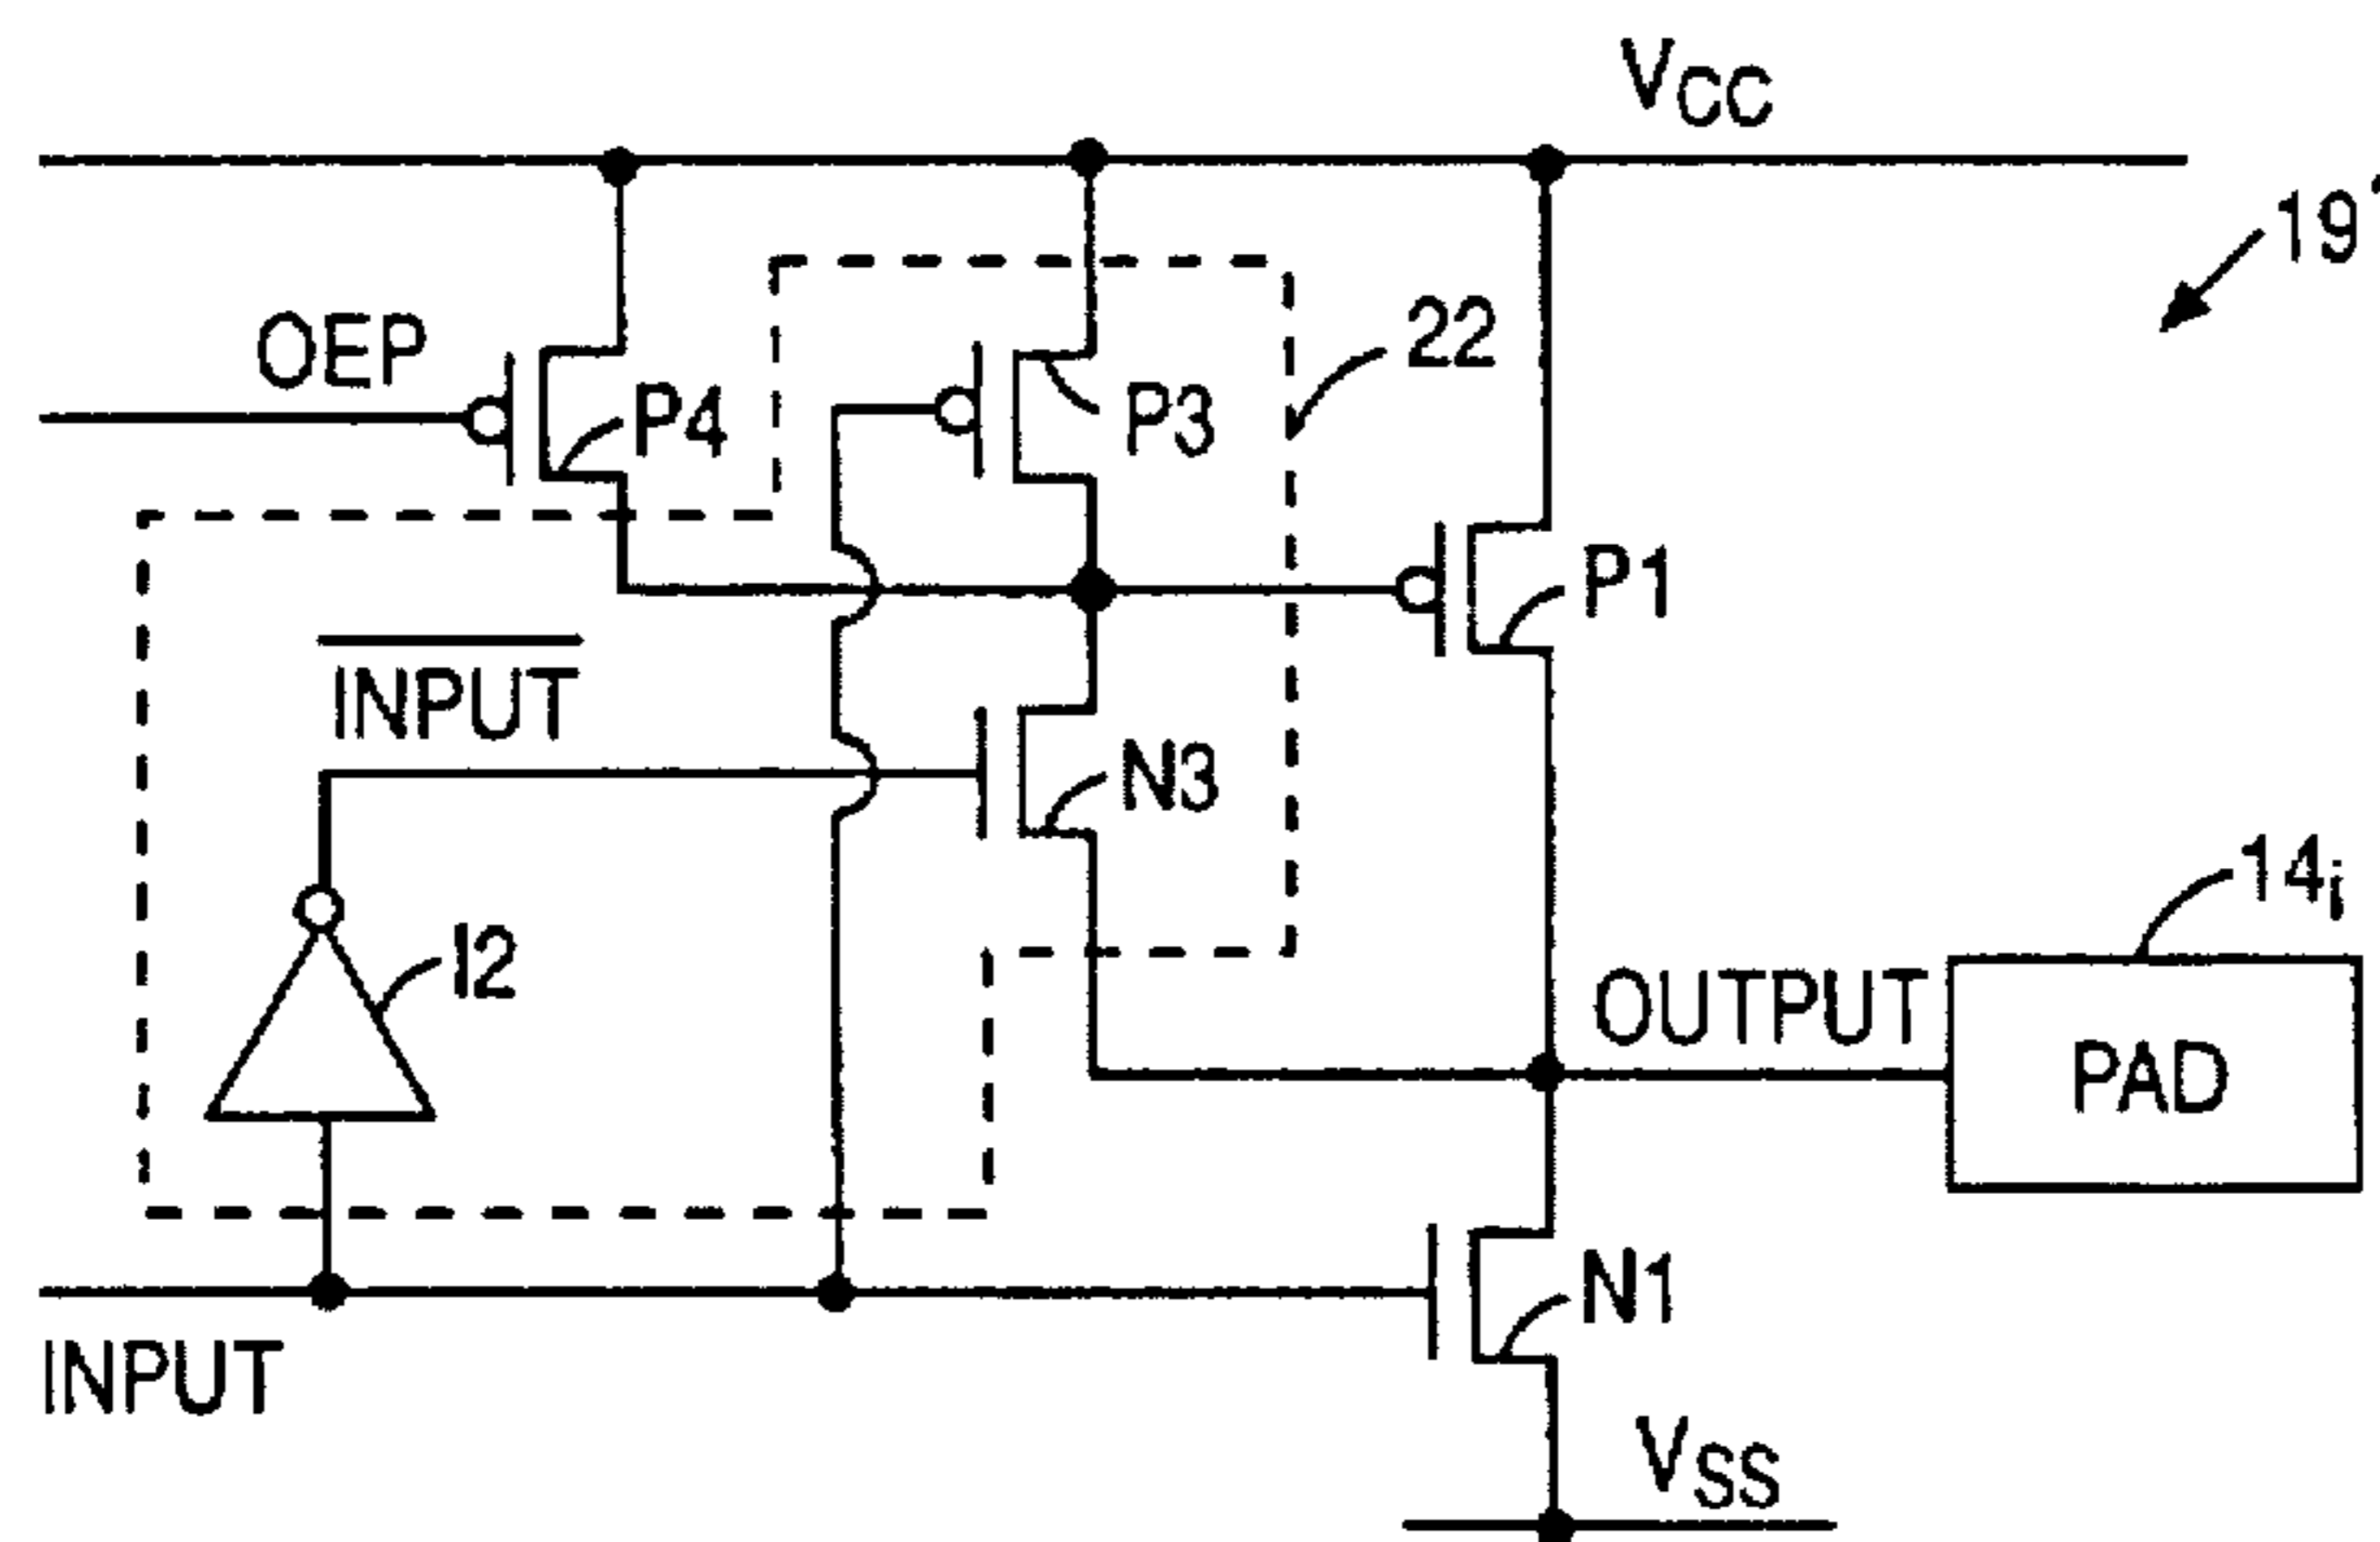 VCC
19'
OEP
22
P4
P3
P1
INPUT
N3
14i
I2
OUTPUT
PAD
N1
INPUT
VSS